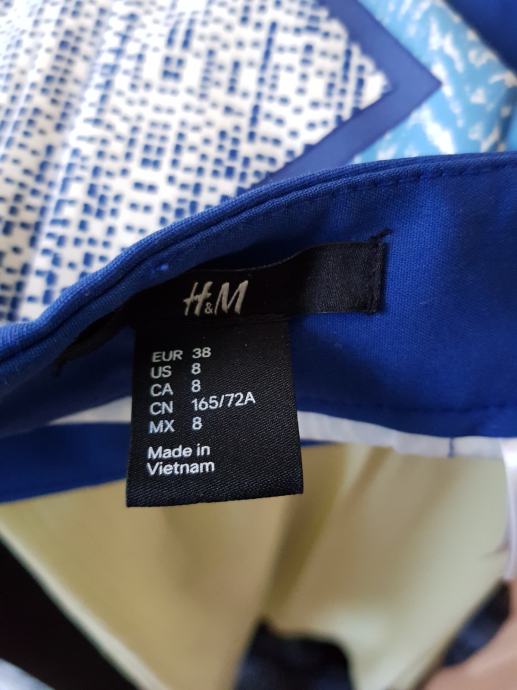 H&M
EUR 38
US 8
CA 8
CN 165/72A
MX 8
Made in
Vietnam